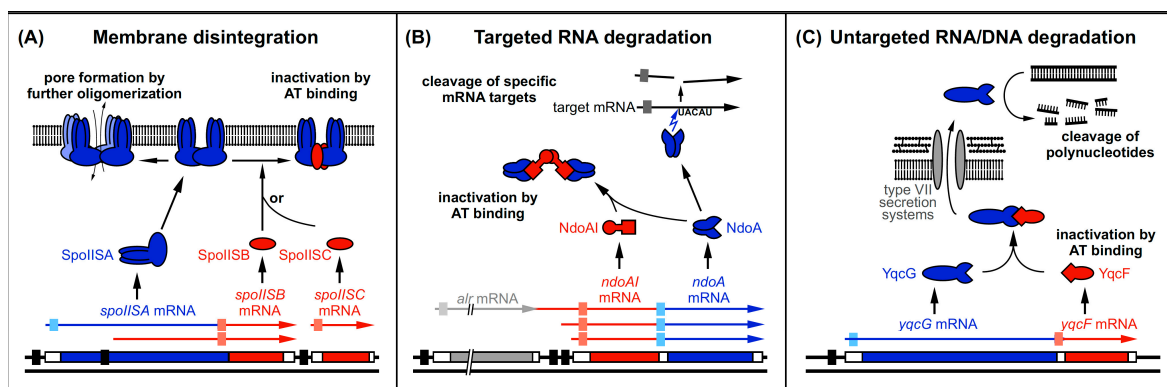 (A) Membrane disintegration
pore formation by
further oligomerization
inactivation by
AT binding
or
SpoIISA
SpoIISB
SpoIISC
spoIISA mRNA
spoIISB
mRNA
spoIISC
mRNA
(B) Targeted RNA degradation
cleavage of specific
mRNA targets
target mRNA
UACAU
inactivation by
AT binding
NdoAI
NdoA
alr mRNA
ndoAI
mRNA
ndoA
mRNA
(C) Untargeted RNA/DNA degradation
cleavage of
polynucleotides
type VII
secretion
systems
inactivation by
AT binding
YqcG
YqcF
yqcG mRNA
yqcF mRNA